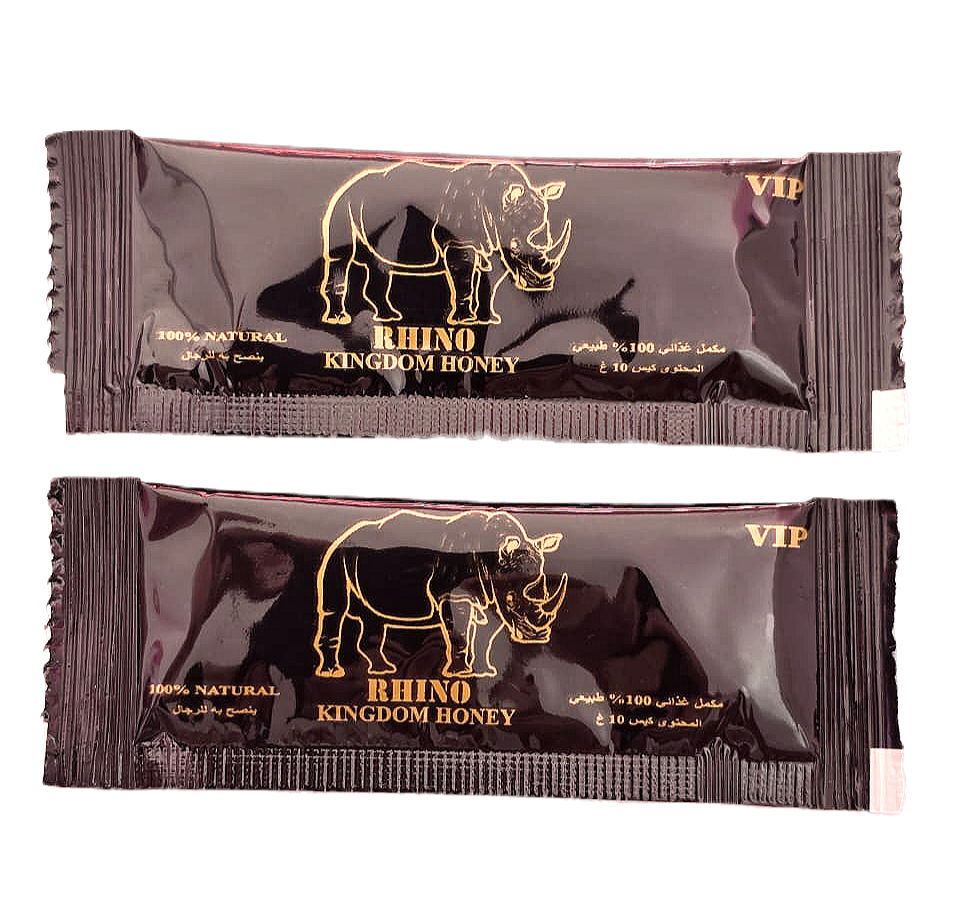 VIP
RHINO
KINGDOM HONEY
100% NATURAL
ينصح به للرجال
مكمل غذائي 100% طبيعي
المحتوى كيس 10 غ
VIP
RHINO
KINGDOM HONEY
100% NATURAL
ينصح به للرجال
مكمل غذائي 100% طبيعي
المحتوى كيس 10 غ